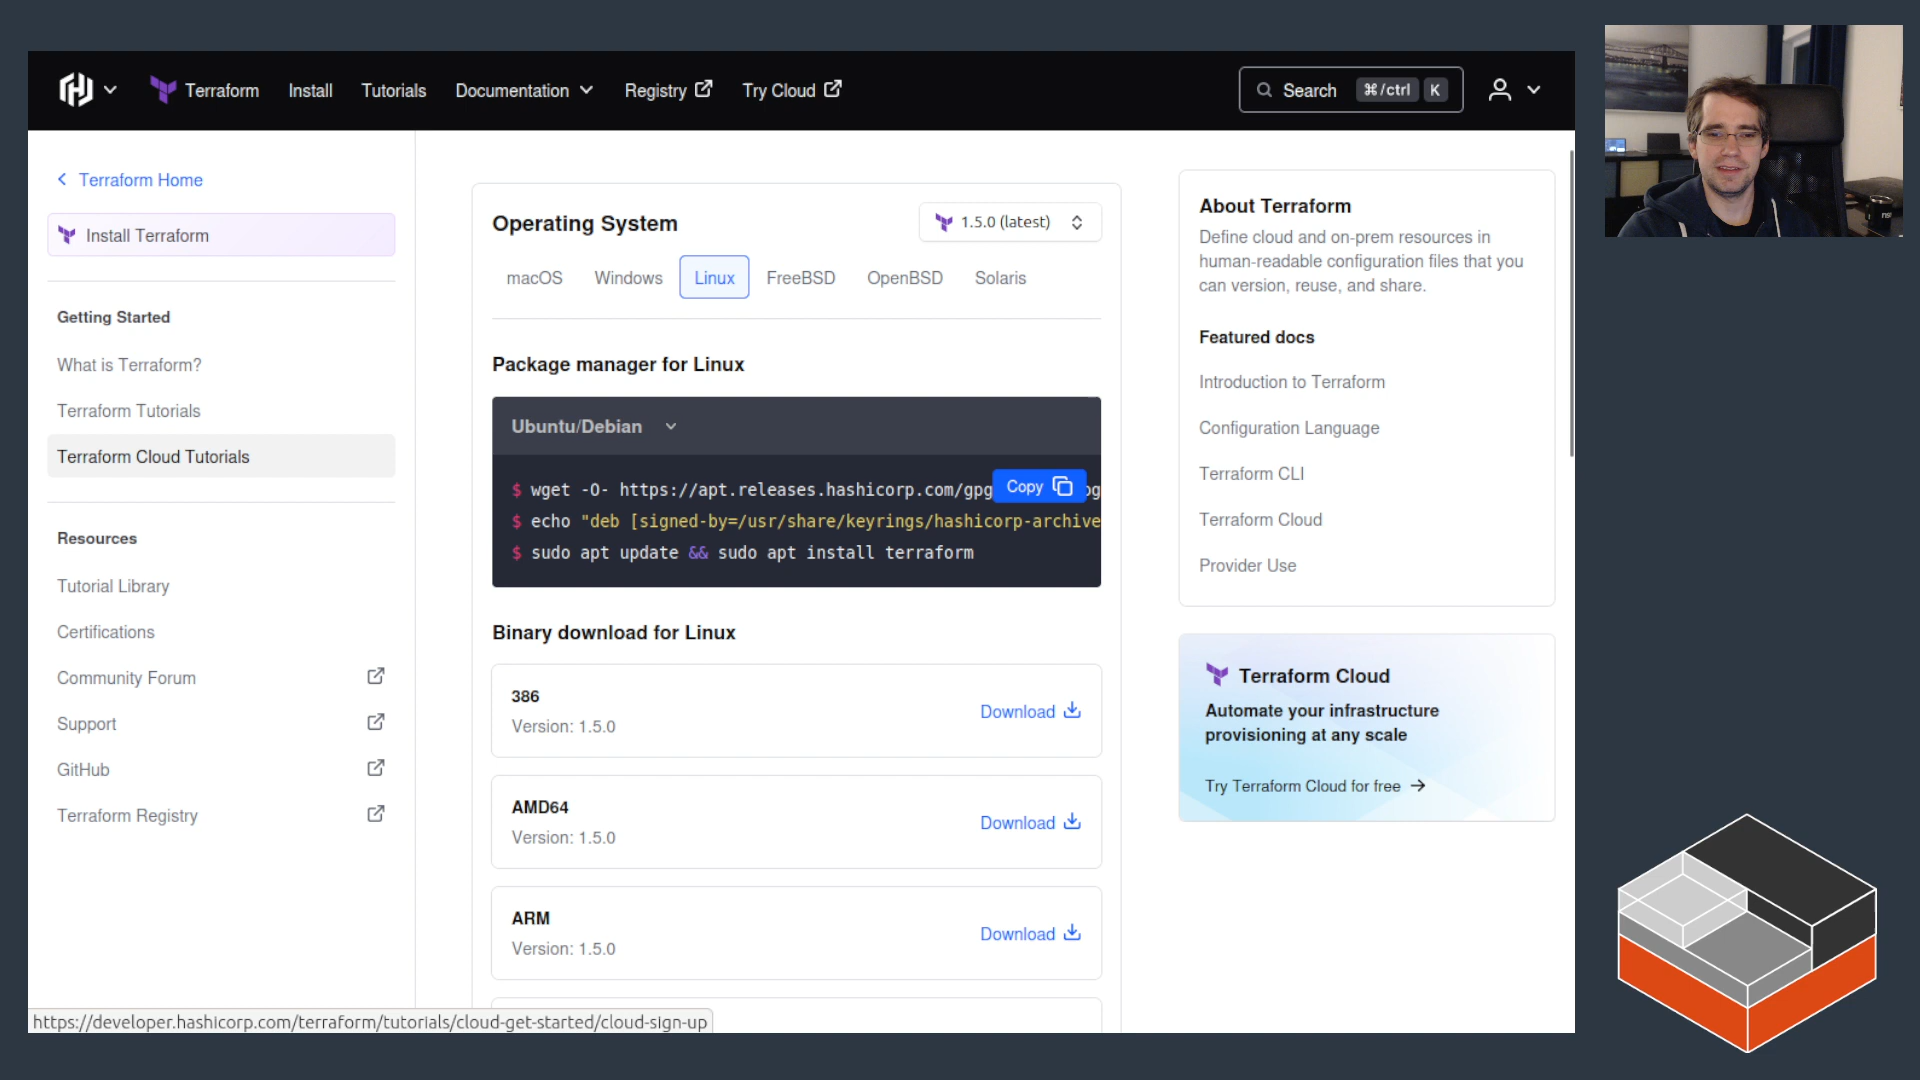 Terraform
Install
Tutorials
Documentation
Registry
Try Cloud
Search
⌘/ctrl
K
Terraform Home
Install Terraform
Getting Started
What is Terraform?
Terraform Tutorials
Terraform Cloud Tutorials
Resources
Tutorial Library
Certifications
Community Forum
Support
GitHub
Terraform Registry
Operating System
1.5.0 (latest)
macOS
Windows
Linux
FreeBSD
OpenBSD
Solaris
Package manager for Linux
Ubuntu/Debian
$ wget -O- https://apt.releases.hashicorp.com/gpg
Copy
$ echo "deb [signed-by=/usr/share/keyrings/hashicorp-archive
$ sudo apt update && sudo apt install terraform
Binary download for Linux
386
Version: 1.5.0
Download
AMD64
Version: 1.5.0
Download
ARM
Version: 1.5.0
Download
About Terraform
Define cloud and on-prem resources in
human-readable configuration files that you
can version, reuse, and share.
Featured docs
Introduction to Terraform
Configuration Language
Terraform CLI
Terraform Cloud
Provider Use
Terraform Cloud
Automate your infrastructure
provisioning at any scale
Try Terraform Cloud for free →
https://developer.hashicorp.com/terraform/tutorials/cloud-get-started/cloud-sign-up